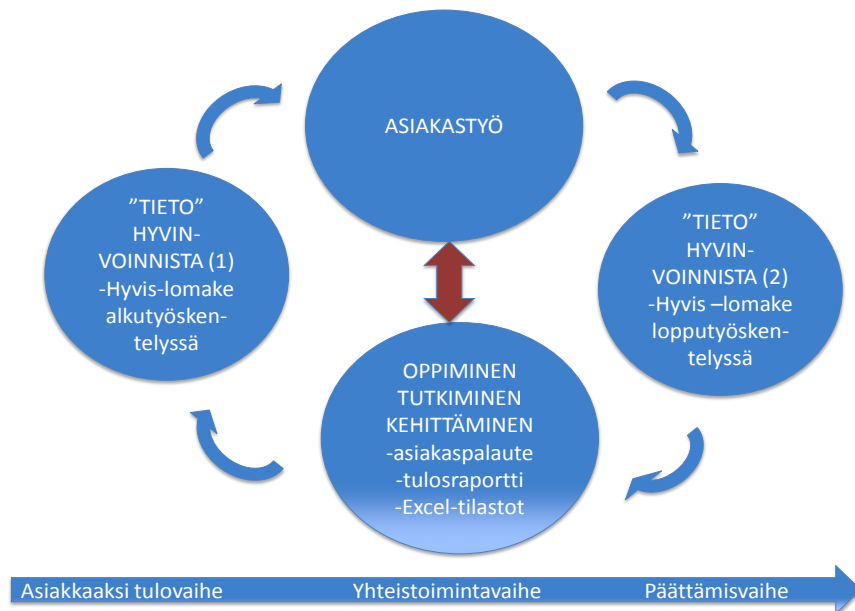 ASIAKASTYÖ
”TIETO”
HYVIN-
VOINNISTA (1)
-Hyvis-lomake
alkutyösken-
telyssä
”TIETO”
HYVIN-
VOINNISTA (2)
-Hyvis –lomake
lopputyösken-
telyssä
OPPIMINEN
TUTKIMINEN
KEHITTÄMINEN
-asiakaspalaute
-tulosraportti
-Excel-tilastot
Asiakkaaksi tulovaihe
Yhteistoimintavaihe
Päättämisvaihe